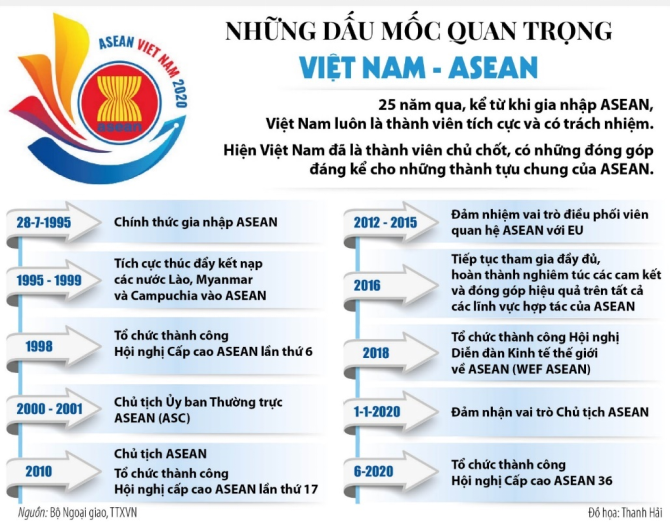 ASEAN VIET NAM 2020
asean
NHỮNG DẤU MỐC QUAN TRỌNG
VIỆT NAM - ASEAN
25 năm qua, kể từ khi gia nhập ASEAN,
Việt Nam luôn là thành viên tích cực và có trách nhiệm.
Hiện Việt Nam đã là thành viên chủ chốt, có những đóng góp
đáng kể cho những thành tựu chung của ASEAN.
28-7-1995
Chính thức gia nhập ASEAN
1995 - 1999
Tích cực thúc đẩy kết nạp
các nước Lào, Myanmar
và Campuchia vào ASEAN
1998
Tổ chức thành công
Hội nghị Cấp cao ASEAN lần thứ 6
2000 - 2001
Chủ tịch Ủy ban Thường trực
ASEAN (ASC)
2010
Chủ tịch ASEAN
Tổ chức thành công
Hội nghị cấp cao ASEAN lần thứ 17
2012 - 2015
Đảm nhiệm vai trò điều phối viên
quan hệ ASEAN với EU
2016
Tiếp tục tham gia đầy đủ,
hoàn thành nghiêm túc các cam kết
và đóng góp hiệu quả trên tất cả
các lĩnh vực hợp tác của ASEAN
2018
Tổ chức thành công Hội nghị
Diễn đàn Kinh tế thế giới
về ASEAN (WEF ASEAN)
1-1-2020
Đảm nhận vai trò Chủ tịch ASEAN
6-2020
Tổ chức thành công
Hội nghị Cấp cao ASEAN 36
Nguồn: Bộ Ngoại giao, TTXVN
Đồ họa: Thanh Hải